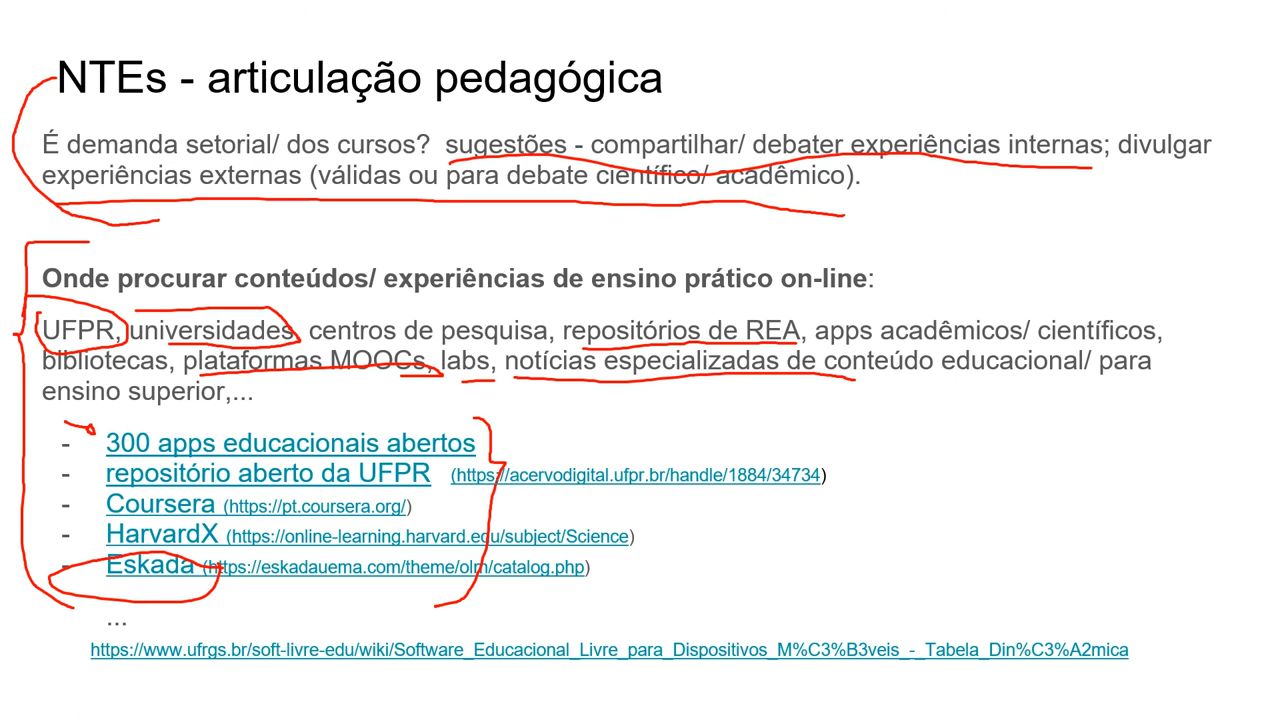 NTEs - articulação pedagógica
É demanda setorial/ dos cursos?  sugestões - compartilhar/ debater experiências internas; divulgar
experiências externas (válidas ou para debate científico/ acadêmico).
Onde procurar conteúdos/ experiências de ensino prático on-line:
UFPR, universidades, centros de pesquisa, repositórios de REA, apps acadêmicos/ científicos,
bibliotecas, plataformas MOOCs, labs, notícias especializadas de conteúdo educacional/ para
ensino superior,...
- 300 apps educacionais abertos
- repositório aberto da UFPR (https://acervodigital.ufpr.br/handle/1884/34734)
- Coursera (https://pt.coursera.org/)
- HarvardX (https://online-learning.harvard.edu/subject/Science)
- Eskada (https://eskadauema.com/theme/olm/catalog.php)
...
https://www.ufrgs.br/soft-livre-edu/wiki/Software_Educacional_Livre_para_Dispositivos_M%C3%B3veis_-_Tabela_Din%C3%A2mica